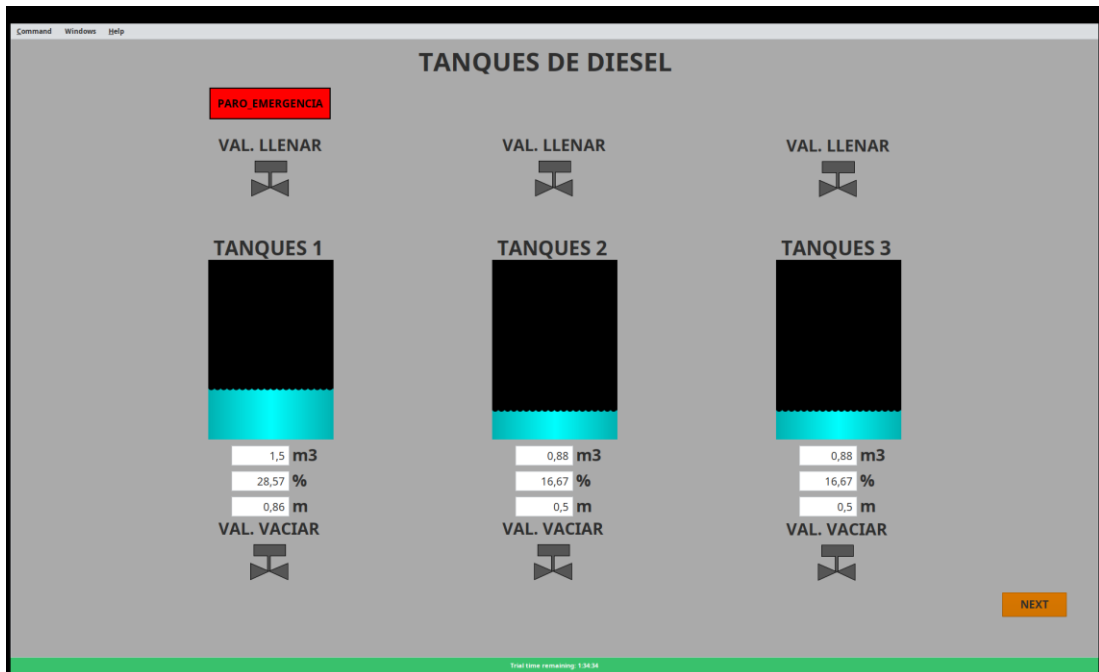 Command Windows Help
TANQUES DE DIESEL
PARO_EMERGENCIA
VAL. LLENAR VAL. LLENAR VAL. LLENAR
TANQUES 1 TANQUES 2 TANQUES 3
1,5 m3 0,88 m3 0,88 m3
28,57 % 16,67 % 16,67 %
0,86 m 0,5 m 0,5 m
VAL. VACIAR VAL. VACIAR VAL. VACIAR
NEXT
Trial time remaining: 1:34:34